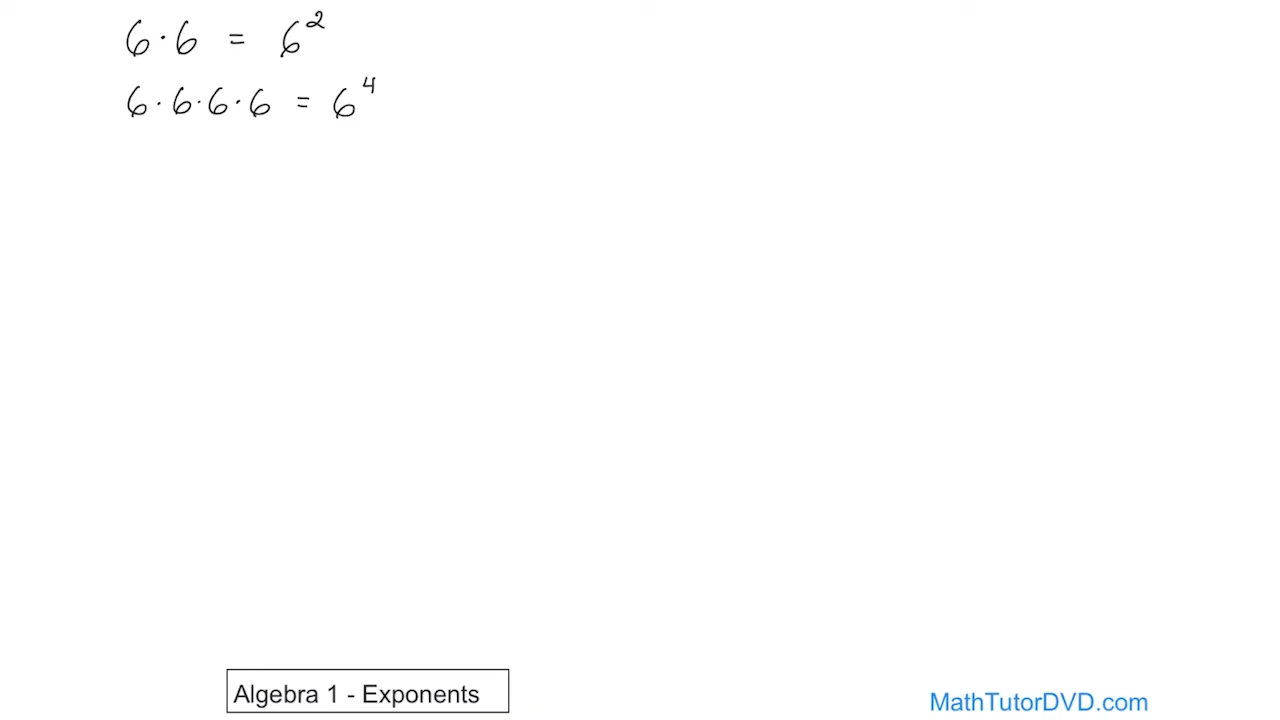 6 · 6 = 6²
6 · 6 · 6 · 6 = 6⁴
Algebra 1 - Exponents
MathTutorDVD.com